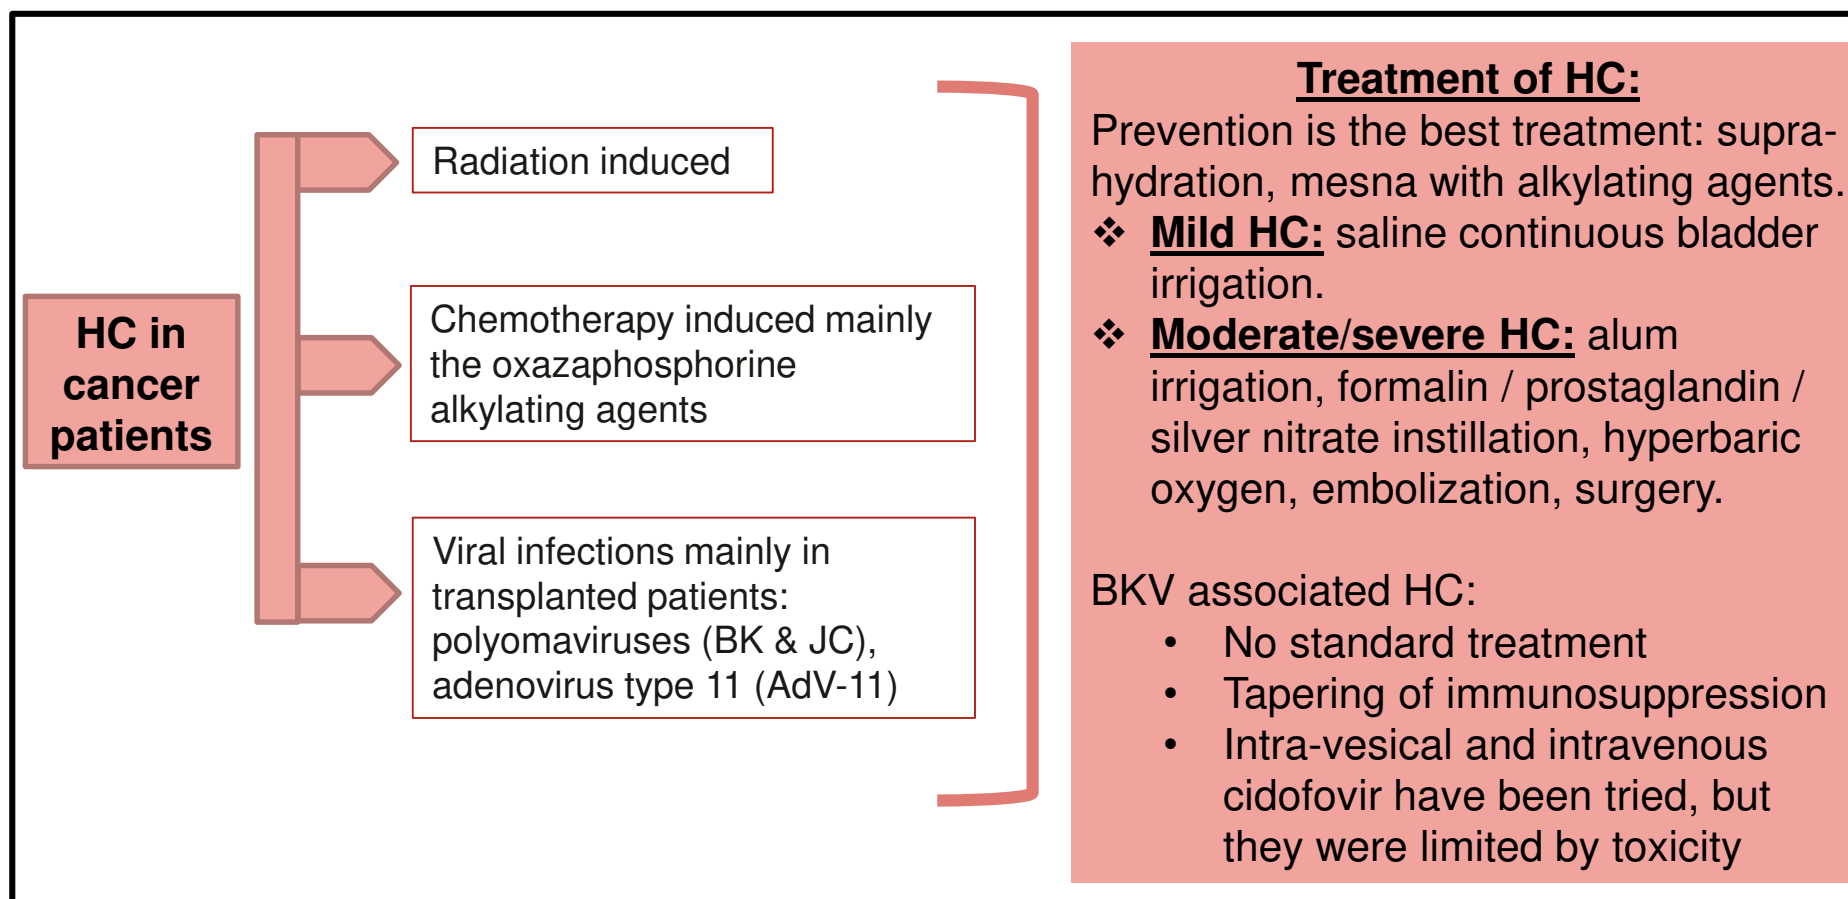 HC in
cancer
patients
Radiation induced
Chemotherapy induced mainly
the oxazaphosphorine
alkylating agents
Viral infections mainly in
transplanted patients:
polyomaviruses (BK & JC),
adenovirus type 11 (AdV-11)
Treatment of HC:
Prevention is the best treatment: supra-
hydration, mesna with alkylating agents.
❖ Mild HC: saline continuous bladder
irrigation.
❖ Moderate/severe HC: alum
irrigation, formalin / prostaglandin /
silver nitrate instillation, hyperbaric
oxygen, embolization, surgery.
BKV associated HC:
• No standard treatment
• Tapering of immunosuppression
• Intra-vesical and intravenous
cidofovir have been tried, but
they were limited by toxicity